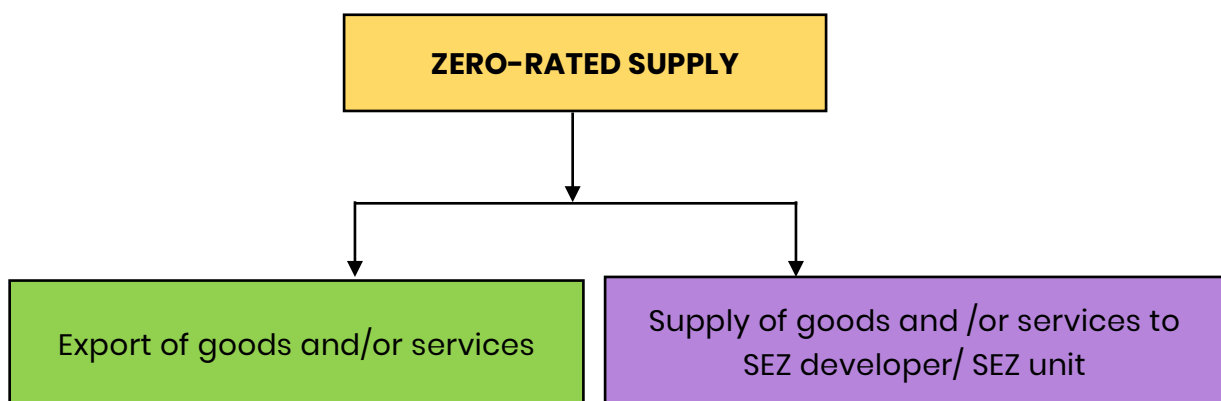 ZERO-RATED SUPPLY
Export of goods and/or services
Supply of goods and /or services to
SEZ developer/ SEZ unit